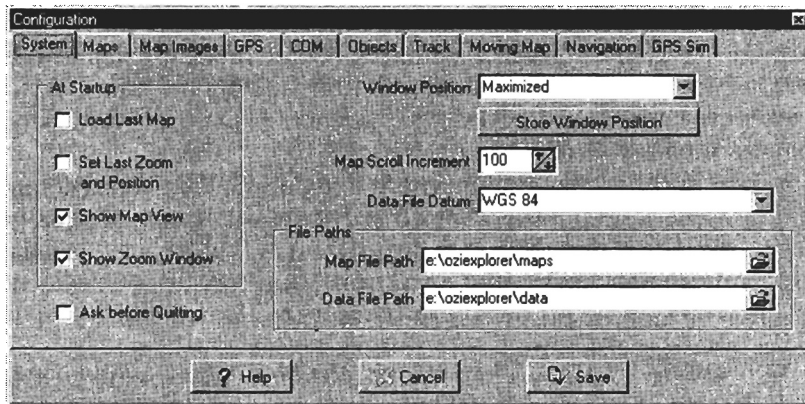 Configuration
System Maps Map Images GPS COM Objects Track Moving Map Navigation GPS Sim
At Startup
Load Last Map
Set Last Zoom
and Position
Show Map View
Show Zoom Window
Ask before Quitting
Window Position Maximized
Store Window Position
Map Scroll Increment 100
Data File Datum WGS 84
File Paths
Map File Path e:\oziexplorer\maps
Data File Path e:\oziexplorer\data
? Help Cancel Save